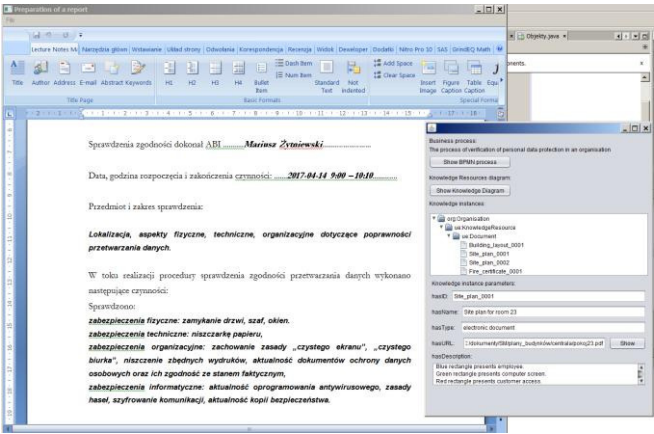 Preparation of a report
File
Lecture Notes Mi Narzędzia główn Wstawianie Układ strony Odwołania Korespondencja Recenzja Widok Developer Dodatki Nitro Pro 10 SAS GrindEQ Math
Title Author Address E-mail Abstract Keywords H1 H2 H3 H4 Bullet Item Dash Item Num Item Standard Text Not Indented Add Space Clear Space Insert Image Figure Caption Table Caption
Title Page Basic Formats Special Forma
Sprawdzenia zgodności dokonał ABI ..........Mariusz Żytniewski.....................
Data, godzina rozpoczęcia i zakończenia czynności: ......2017-04-14 9:00 – 10:10...........
Przedmiot i zakres sprawdzenia:
Lokalizacja, aspekty fizyczne, techniczne, organizacyjne dotyczące poprawności
przetwarzania danych.
W toku realizacji procedury sprawdzenia zgodności przetwarzania danych wykonano
następujące czynności:
Sprawdzono:
zabezpieczenia fizyczne: zamykanie drzwi, szaf, okien.
zabezpieczenia techniczne: niszczarkę papieru,
zabezpieczenia organizacyjne: zachowanie zasady „czystego ekranu", „czystego
biurka", niszczenie zbędnych wydruków, aktualność dokumentów ochrony danych
osobowych oraz ich zgodność ze stanem faktycznym,
zabezpieczenia informatyczne: aktualność oprogramowania antywirusowego, zasady
haseł, szyfrowanie komunikacji, aktualność kopii bezpieczeństwa.
Objekty.java
onents.
Business process:
The process of verification of personal data protection in an organisation
Show BPMN process
Knowledge Resources diagram:
Show Knowledge Diagram
Knowledge instances:
org:Organisation
ue:KnowledgeResource
ue:Document
Building_layout_0001
Site_plan_0001
Site_plan_0002
Fire_certificate_0001
Knowledge instance parameters:
hasID: Site_plan_0001
hasName: Site plan for room 23
hasType: electronic document
hasURL: Show
hasDescription:
Blue rectangle presents employee.
Green rectangle presents computer screen.
Red rectangle presents customer access.